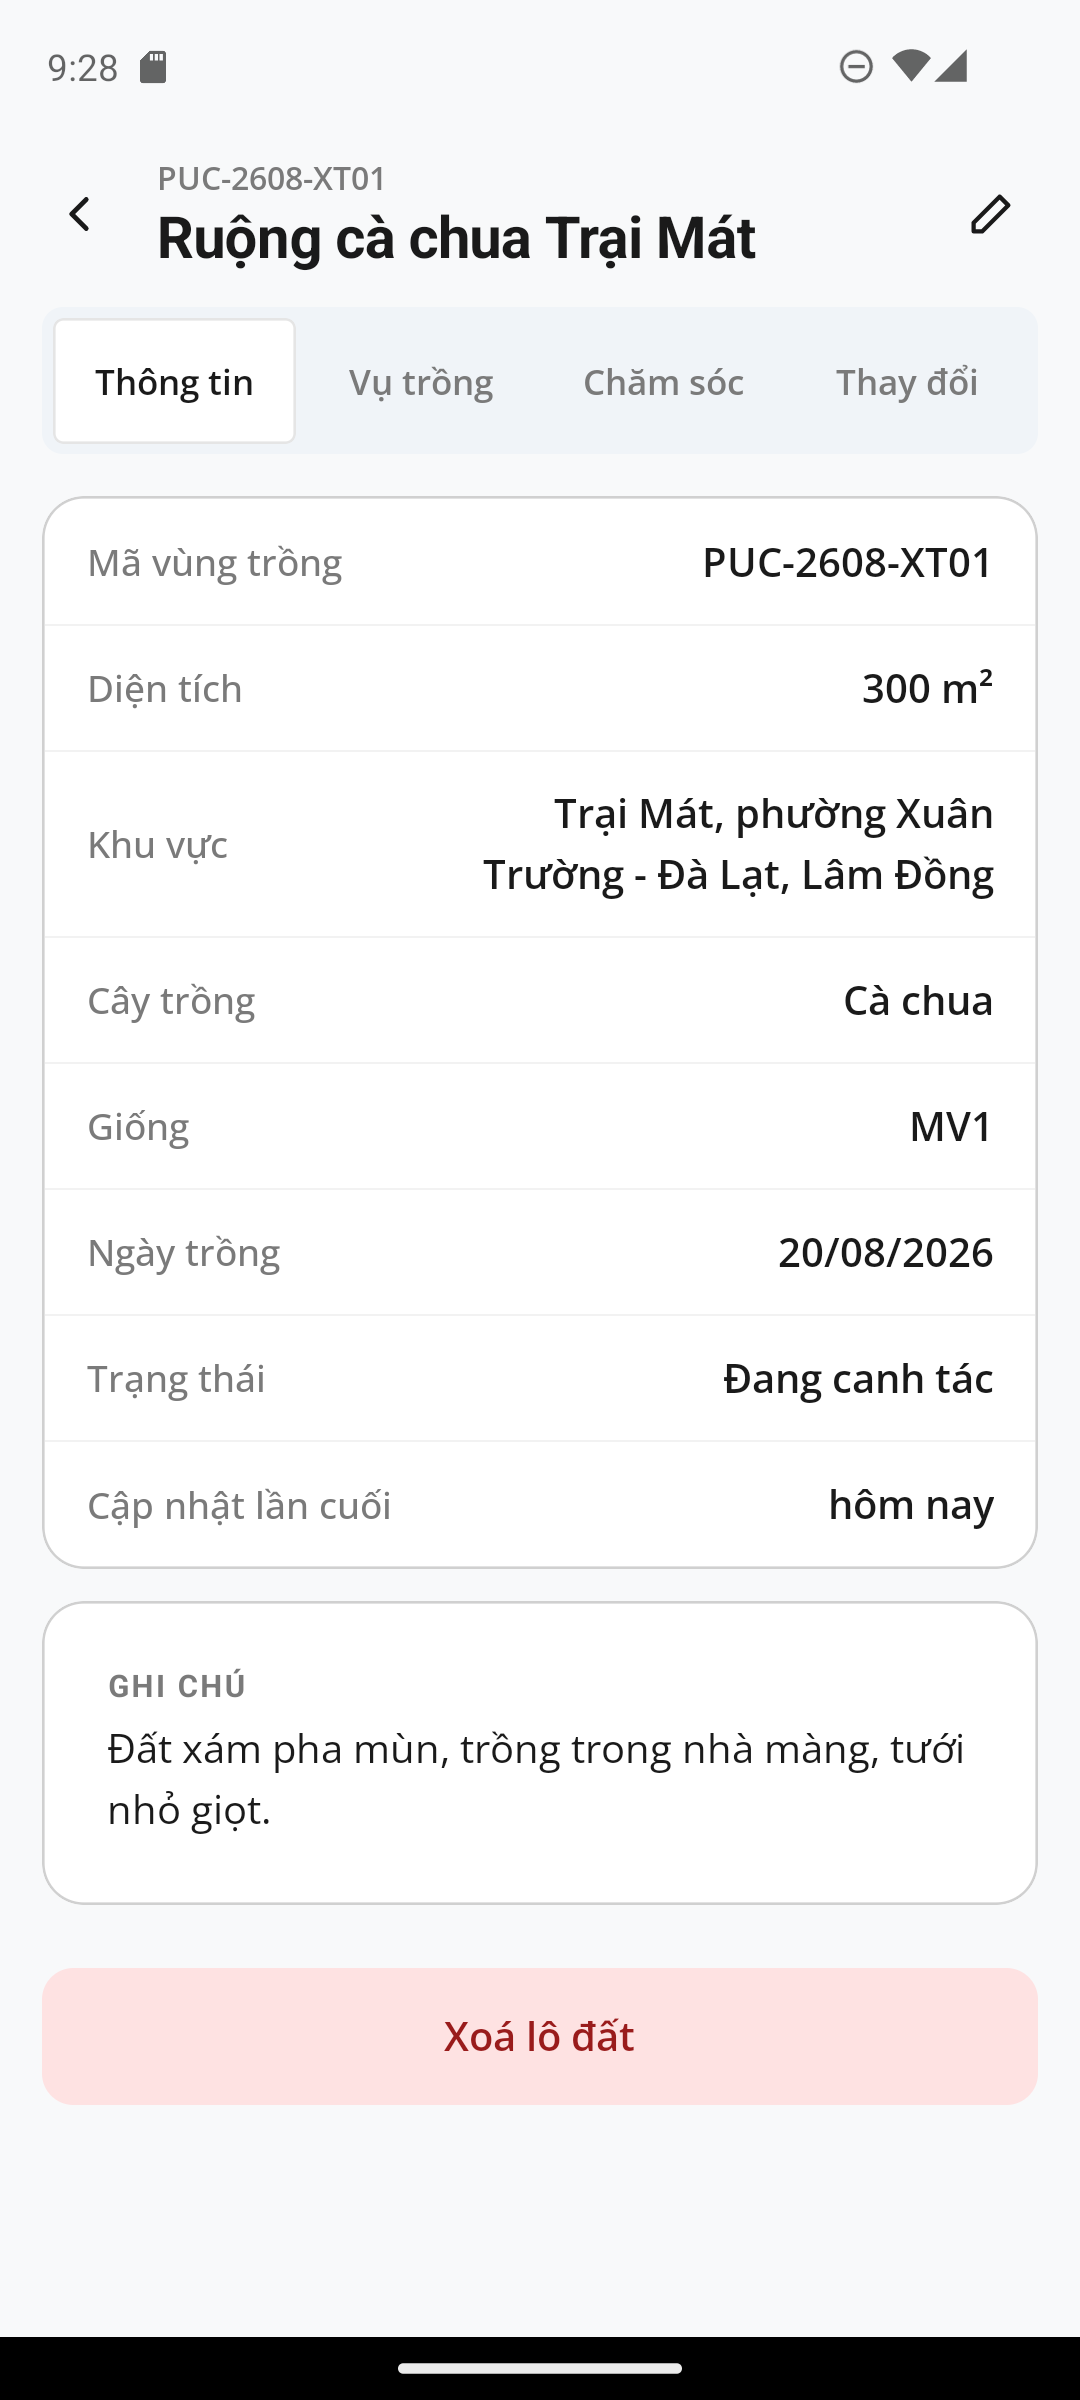 9:28
PUC-2608-XT01
Ruộng cà chua Trại Mát
Thông tin
Vụ trồng
Chăm sóc
Thay đổi
Mã vùng trồng
PUC-2608-XT01
Diện tích
300 m²
Khu vực
Trại Mát, phường Xuân
Trường - Đà Lạt, Lâm Đồng
Cây trồng
Cà chua
Giống
MV1
Ngày trồng
20/08/2026
Trạng thái
Đang canh tác
Cập nhật lần cuối
hôm nay
GHI CHÚ
Đất xám pha mùn, trồng trong nhà màng, tưới
nhỏ giọt.
Xoá lô đất